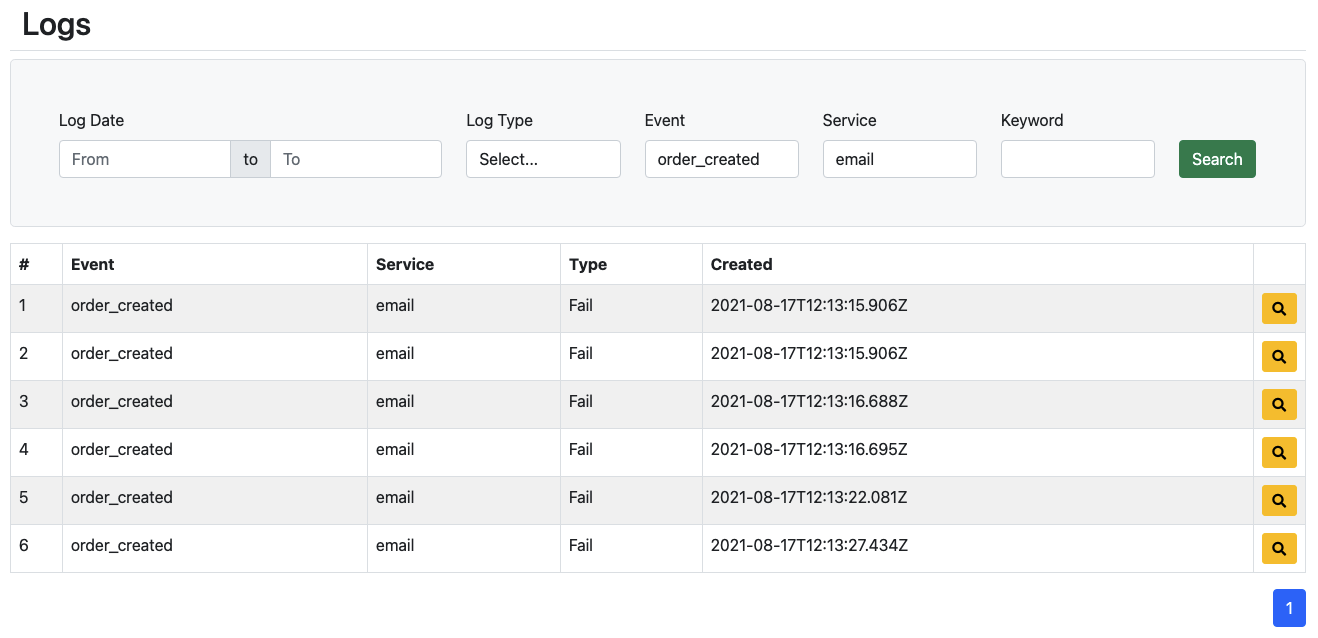 Logs
Log Date Log Type Event Service Keyword
From to To Select... order_created email Search
# Event Service Type Created
1 order_created email Fail 2021-08-17T12:13:15.906Z
2 order_created email Fail 2021-08-17T12:13:15.906Z
3 order_created email Fail 2021-08-17T12:13:16.688Z
4 order_created email Fail 2021-08-17T12:13:16.695Z
5 order_created email Fail 2021-08-17T12:13:22.081Z
6 order_created email Fail 2021-08-17T12:13:27.434Z
1